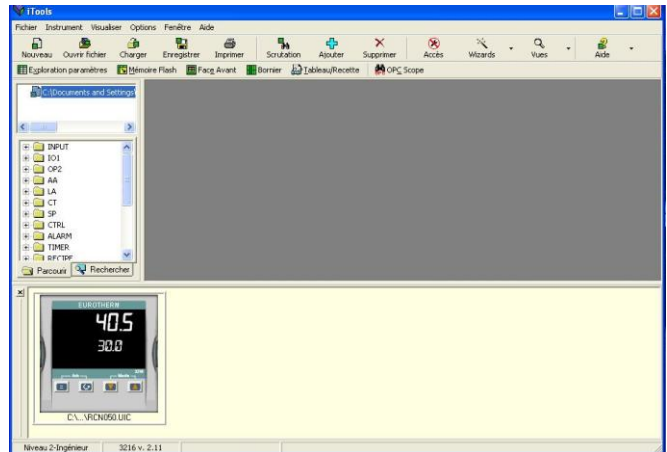 iTools
Fichier Instrument Visualiser Options Fenêtre Aide
Nouveau Ouvrir fichier Charger Enregistrer Imprimer Scrutation Ajouter Supprimer Accès Wizards Vues Aide
Exploration paramètres Mémoire Flash Face Avant Bornier Tableau/Recette OPC Scope
C:\Documents and Settings\
INPUT
IO1
OP2
AA
LA
CT
SP
CTRL
ALARM
TIMER
RECIPE
Parcourir Rechercher
EUROTHERM
40.5
30.0
C:\...\RCN050.UIC
Niveau 2-Ingénieur 3216 v. 2.11